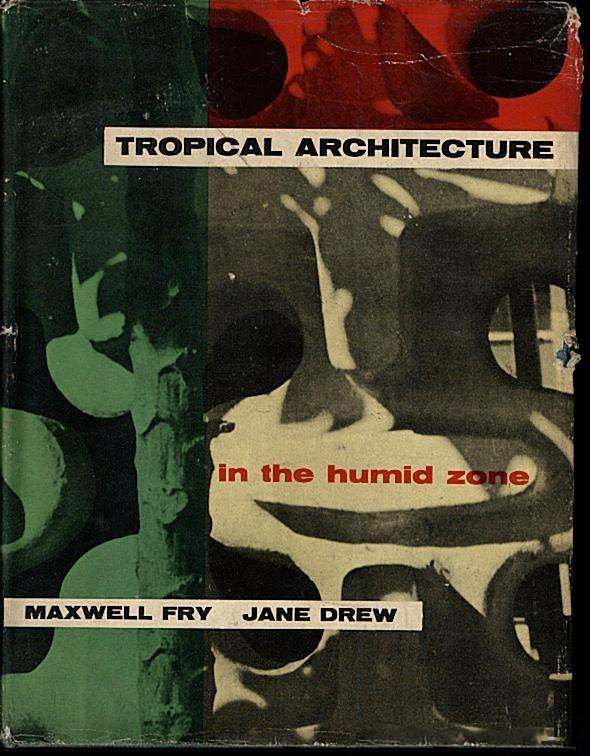 TROPICAL ARCHITECTURE
in the humid zone
MAXWELL FRY JANE DREW